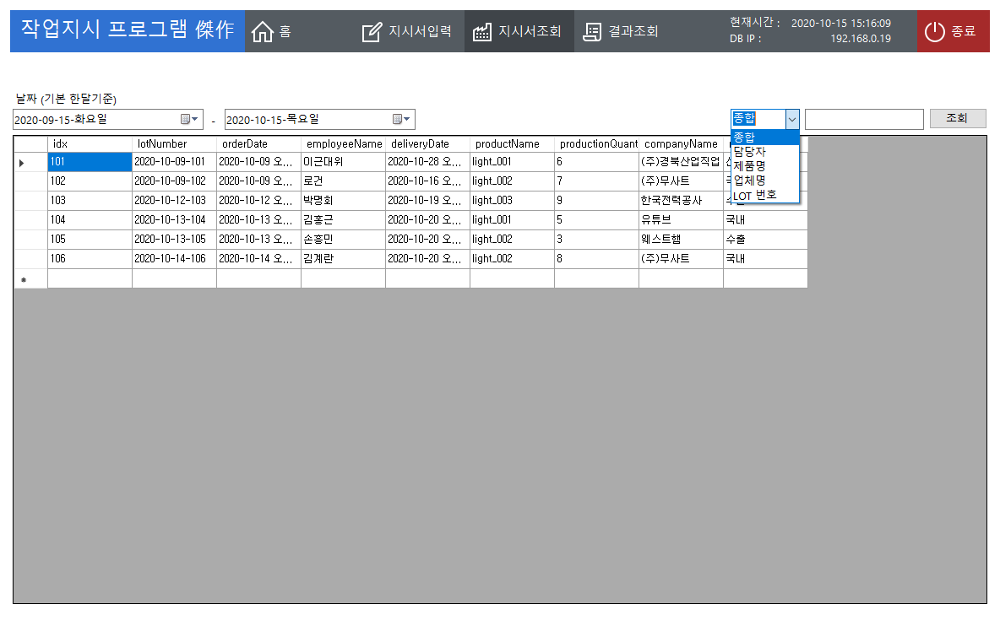 작업지시 프로그램 傑作
홈
지시서입력
지시서조회
결과조회
현재시간 : 2020-10-15 15:16:09
DB IP : 192.168.0.19
종료
날짜 (기본 한달기준)
2020-09-15-화요일 - 2020-10-15-목요일 종합 조회
종합
담당자
제품명
업체명
LOT 번호
idx lotNumber orderDate employeeName deliveryDate productName productionQuant companyName
101 2020-10-09-101 2020-10-09 오... 이근대위 2020-10-28 오... light_001 6 (주)경북산업직업
102 2020-10-09-102 2020-10-09 오... 로건 2020-10-16 오... light_002 7 (주)무사트
103 2020-10-12-103 2020-10-12 오... 박명회 2020-10-19 오... light_003 9 한국전력공사
104 2020-10-13-104 2020-10-13 오... 김홍근 2020-10-20 오... light_001 5 유튜브 국내
105 2020-10-13-105 2020-10-13 오... 손흥민 2020-10-20 오... light_002 3 웨스트햄 수출
106 2020-10-14-106 2020-10-14 오... 김계란 2020-10-20 오... light_002 8 (주)무사트 국내